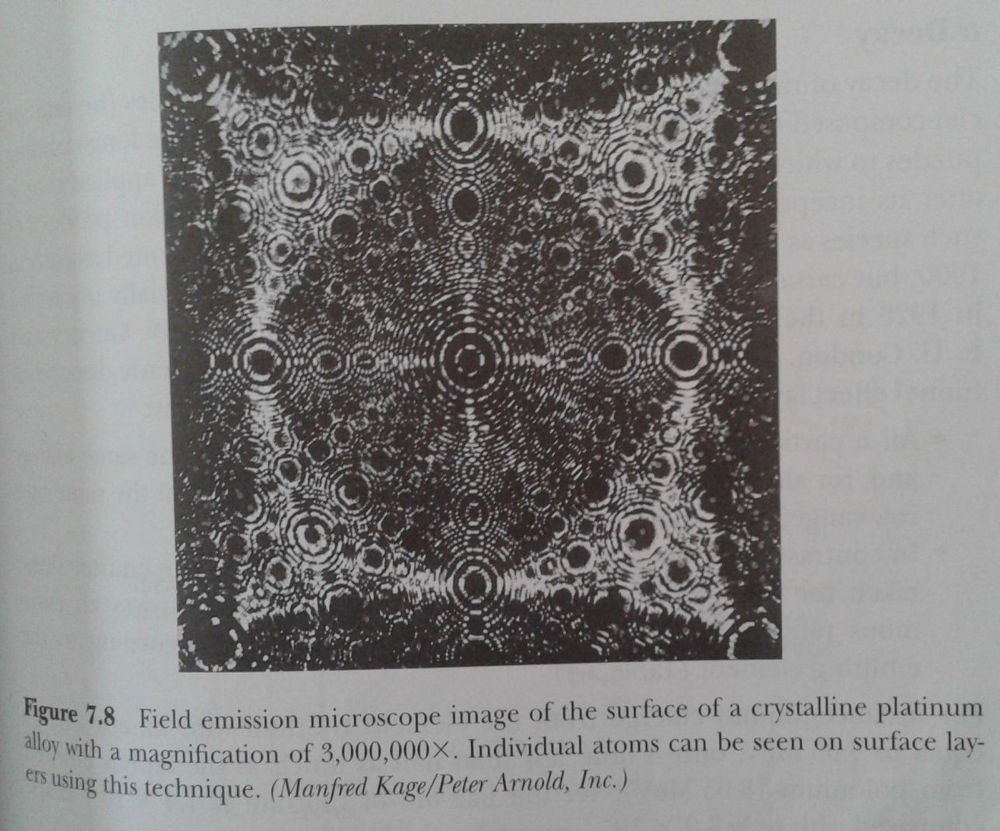 Figure 7.8 Field emission microscope image of the surface of a crystalline platinum
alloy with a magnification of 3,000,000×. Individual atoms can be seen on surface lay-
ers using this technique. (Manfred Kage/Peter Arnold, Inc.)